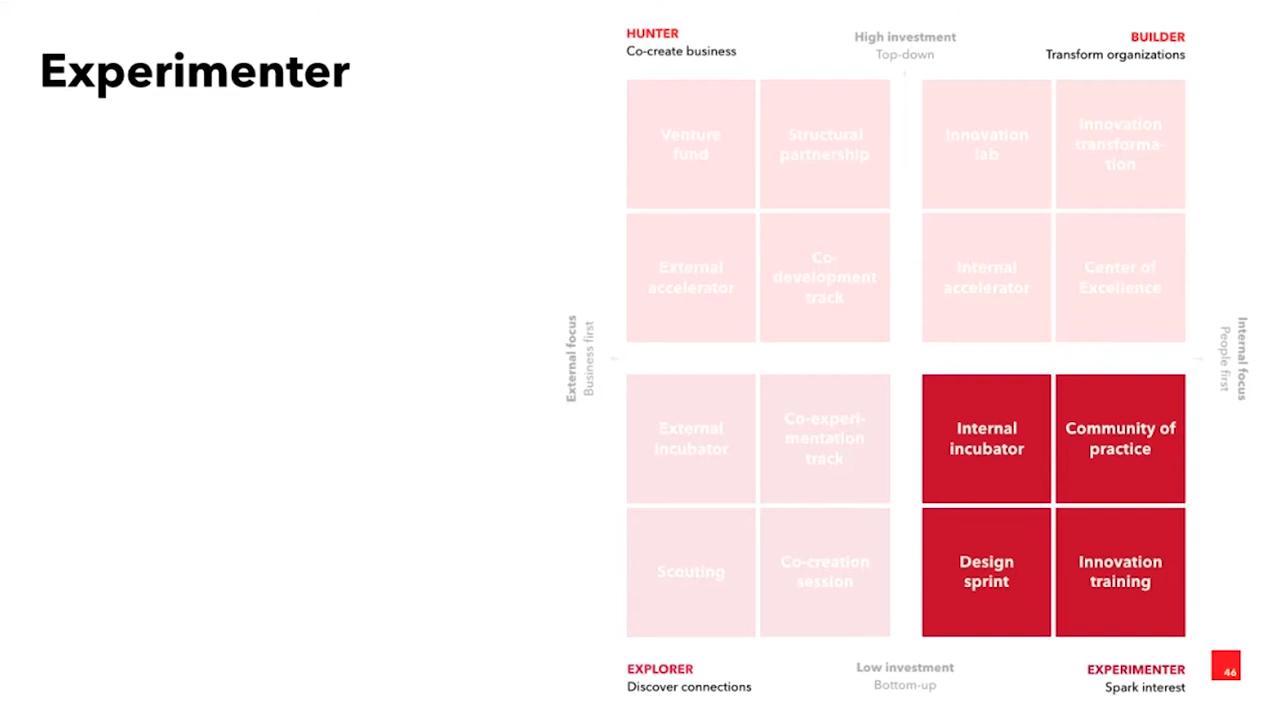 Experimenter
HUNTER
Co-create business
High investment
Top-down
BUILDER
Transform organizations
Venture
fund
Structural
partnership
Innovation
lab
Innovation
transforma-
tion
External
accelerator
Co-
development
track
Internal
accelerator
Center of
Excellence
External focus
Business first
Internal focus
People first
External
incubator
Co-experi-
mentation
track
Internal
incubator
Community of
practice
Scouting
Co-creation
session
Design
sprint
Innovation
training
EXPLORER
Discover connections
Low investment
Bottom-up
EXPERIMENTER
Spark interest
46